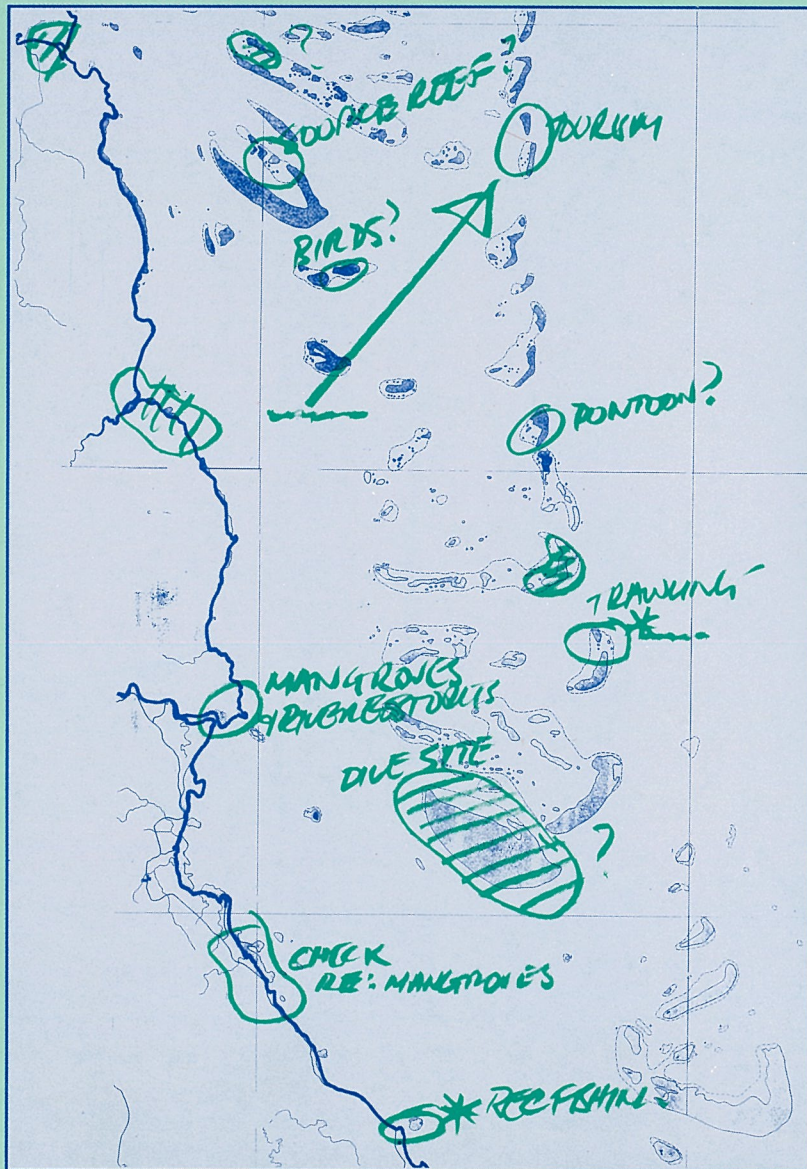 ?
SOURCE REEF?
TOURISM
BIRDS?
PONTOON?
TRAWLING
MANGROVES
DIVE SITE
?
CHECK
RE: MANGROVES
REC FISHING